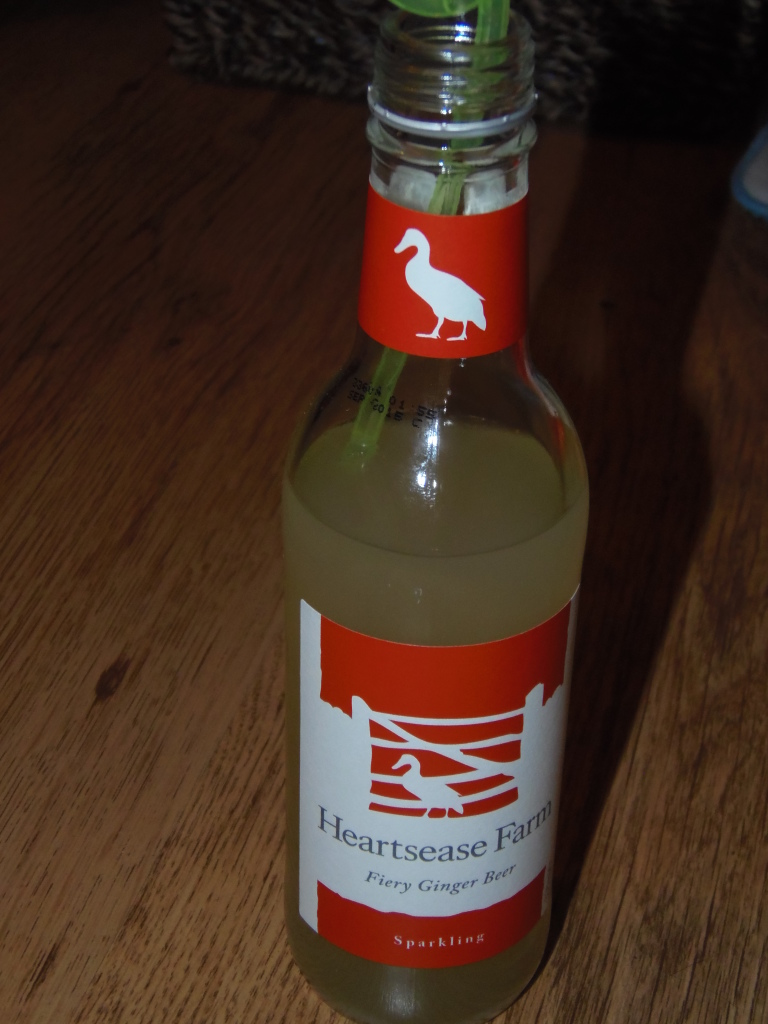 Heartsease Farm
Fiery Ginger Beer
Sparkling